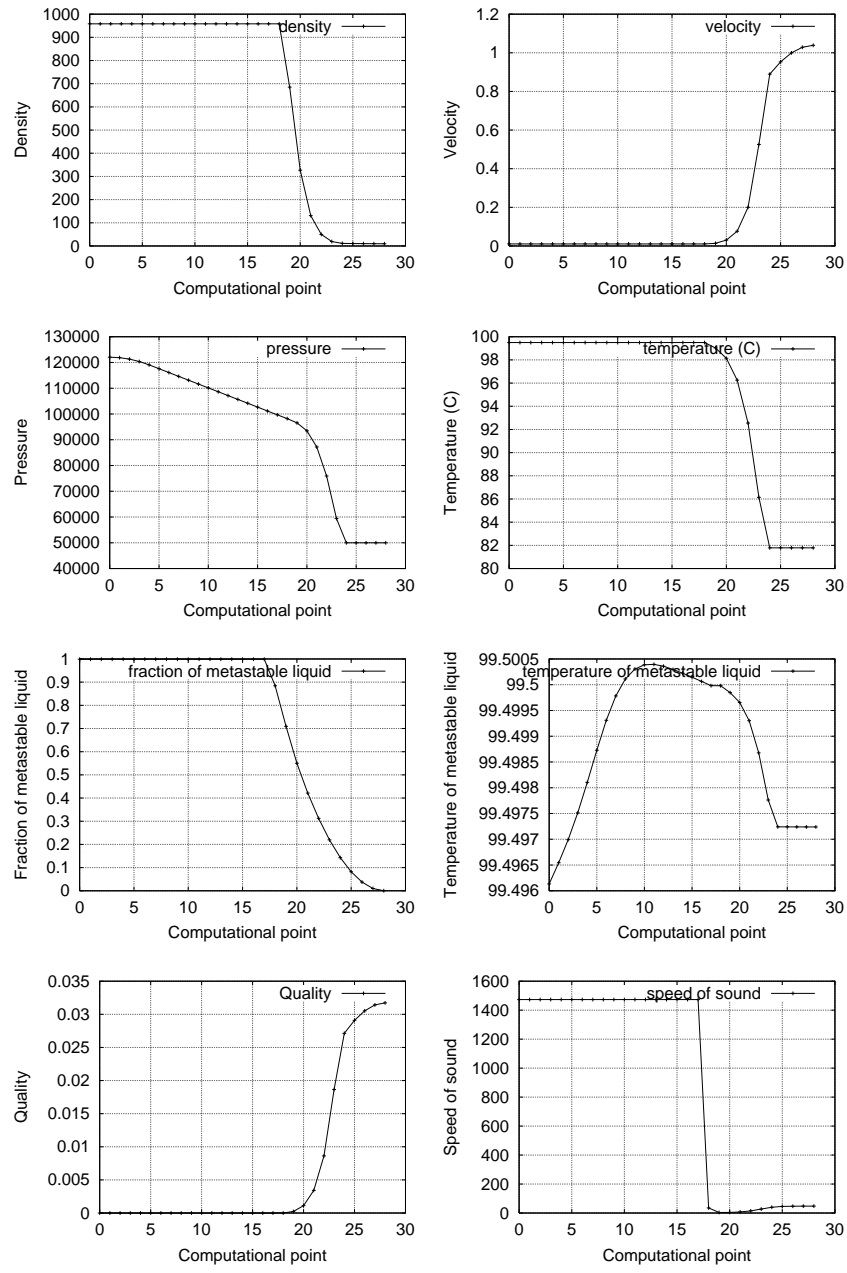 1000
900
800
700
600
500
400
300
200
100
0
0 5 10 15 20 25 30
Density
Computational point
density
1.2
1
0.8
0.6
0.4
0.2
0
0 5 10 15 20 25 30
Velocity
Computational point
velocity
130000
120000
110000
100000
90000
80000
70000
60000
50000
40000
0 5 10 15 20 25 30
Pressure
Computational point
pressure
100
98
96
94
92
90
88
86
84
82
80
0 5 10 15 20 25 30
Temperature (C)
Computational point
temperature (C)
1
0.9
0.8
0.7
0.6
0.5
0.4
0.3
0.2
0.1
0
0 5 10 15 20 25 30
Fraction of metastable liquid
Computational point
fraction of metastable liquid
99.5005
99.5
99.4995
99.499
99.4985
99.498
99.4975
99.497
99.4965
99.496
0 5 10 15 20 25 30
Temperature of metastable liquid
Computational point
temperature of metastable liquid
0.035
0.03
0.025
0.02
0.015
0.01
0.005
0
0 5 10 15 20 25 30
Quality
Computational point
Quality
1600
1400
1200
1000
800
600
400
200
0
0 5 10 15 20 25 30
Speed of sound
Computational point
speed of sound